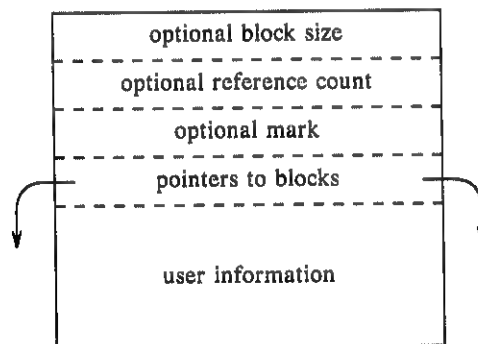 optional block size
optional reference count
optional mark
pointers to blocks
user information